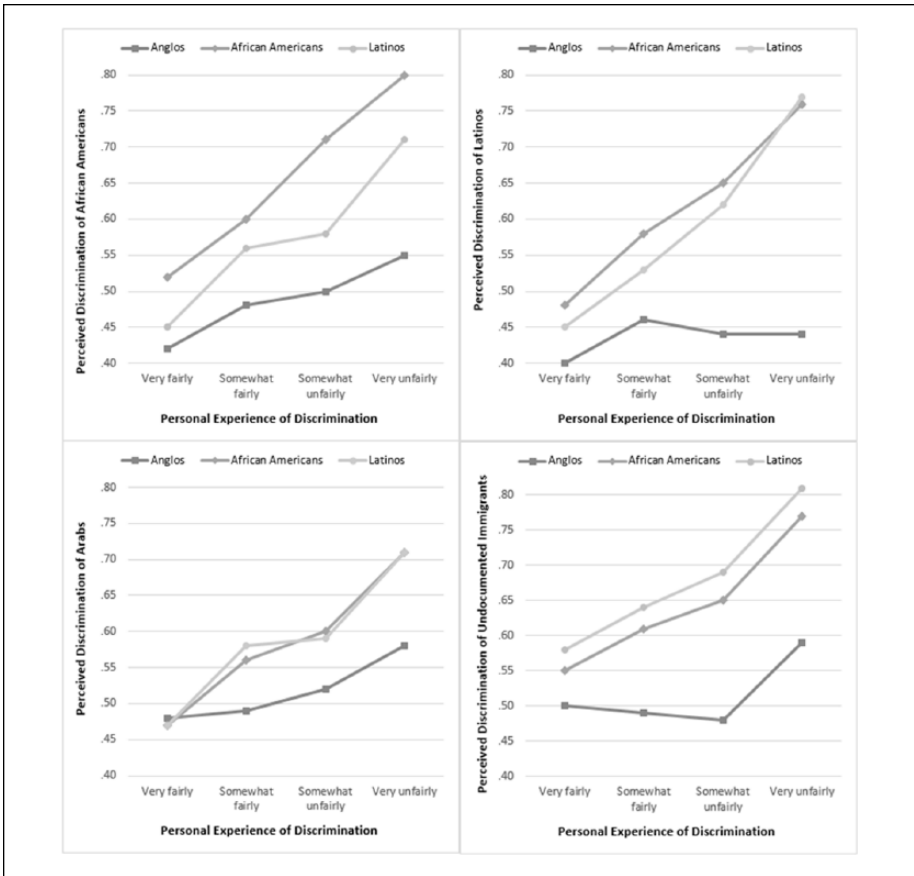 Anglos African Americans Latinos
Perceived Discrimination of African Americans
.80
.75
.70
.65
.60
.55
.50
.45
.40
Very fairly Somewhat Somewhat Very unfairly
fairly unfairly
Personal Experience of Discrimination
Anglos African Americans Latinos
Perceived Discrimination of Latinos
.80
.75
.70
.65
.60
.55
.50
.45
.40
Very fairly Somewhat Somewhat Very unfairly
fairly unfairly
Personal Experience of Discrimination
Anglos African Americans Latinos
Perceived Discrimination of Arabs
.80
.75
.70
.65
.60
.55
.50
.45
.40
Very fairly Somewhat Somewhat Very unfairly
fairly unfairly
Personal Experience of Discrimination
Anglos African Americans Latinos
Perceived Discrimination of Undocumented Immigrants
.80
.75
.70
.65
.60
.55
.50
.45
.40
Very fairly Somewhat Somewhat Very unfairly
fairly unfairly
Personal Experience of Discrimination